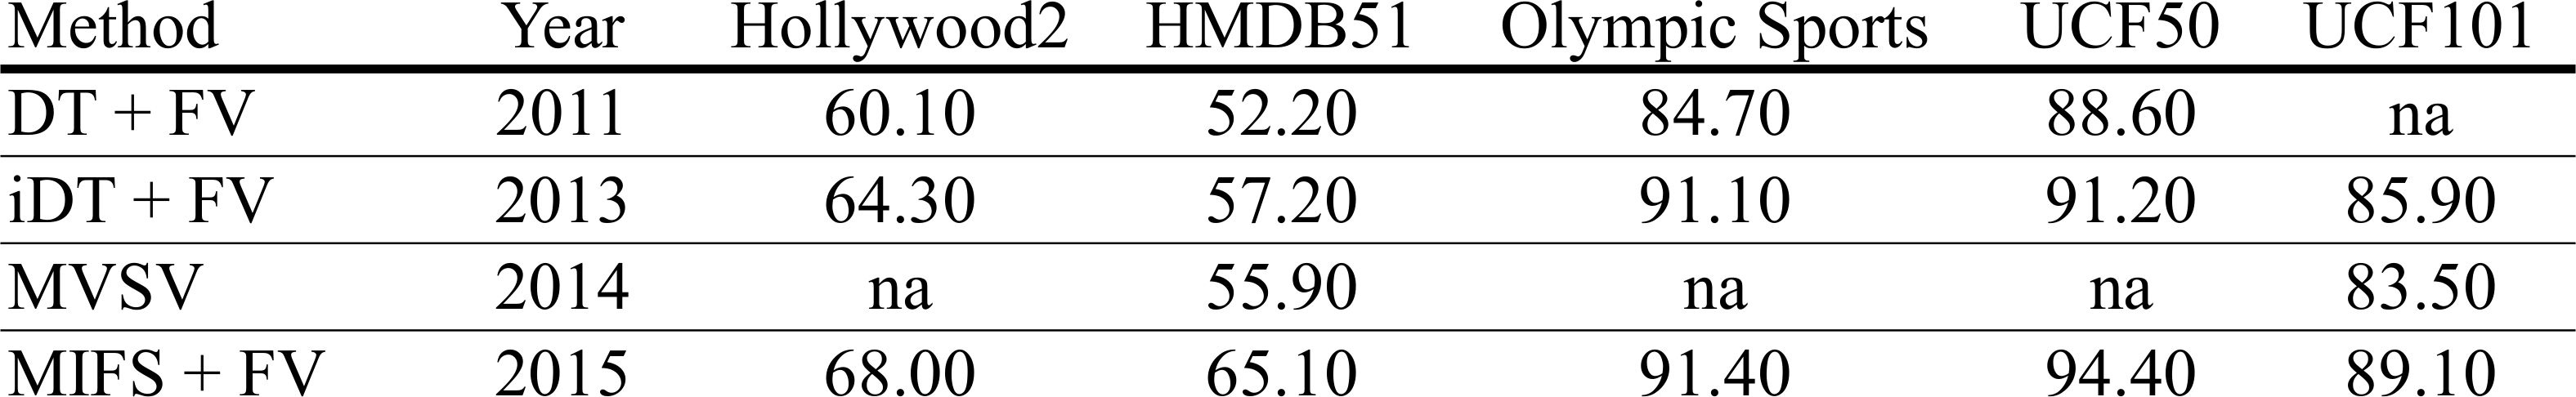 Method Year Hollywood2 HMDB51 Olympic Sports UCF50 UCF101
DT + FV 2011 60.10 52.20 84.70 88.60 na
iDT + FV 2013 64.30 57.20 91.10 91.20 85.90
MVSV 2014 na 55.90 na na 83.50
MIFS + FV 2015 68.00 65.10 91.40 94.40 89.10